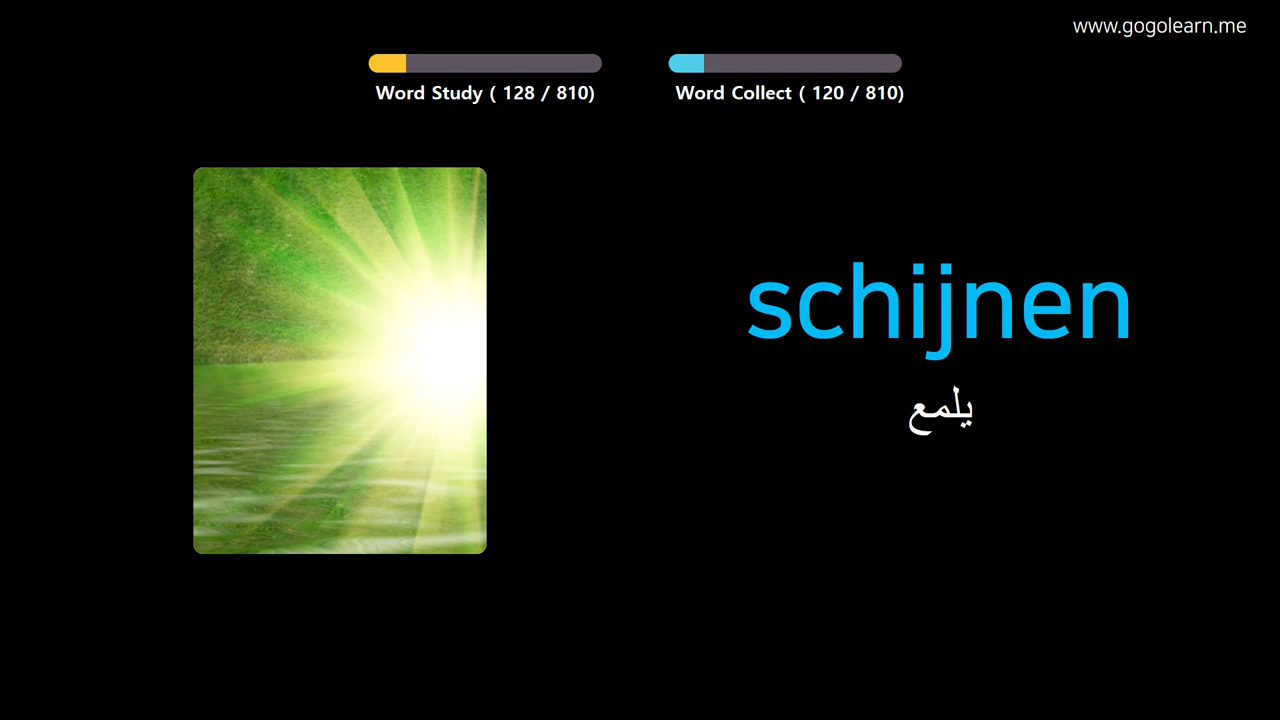 www.gogolearn.me
Word Study ( 128 / 810)
Word Collect ( 120 / 810)
schijnen
يلمع